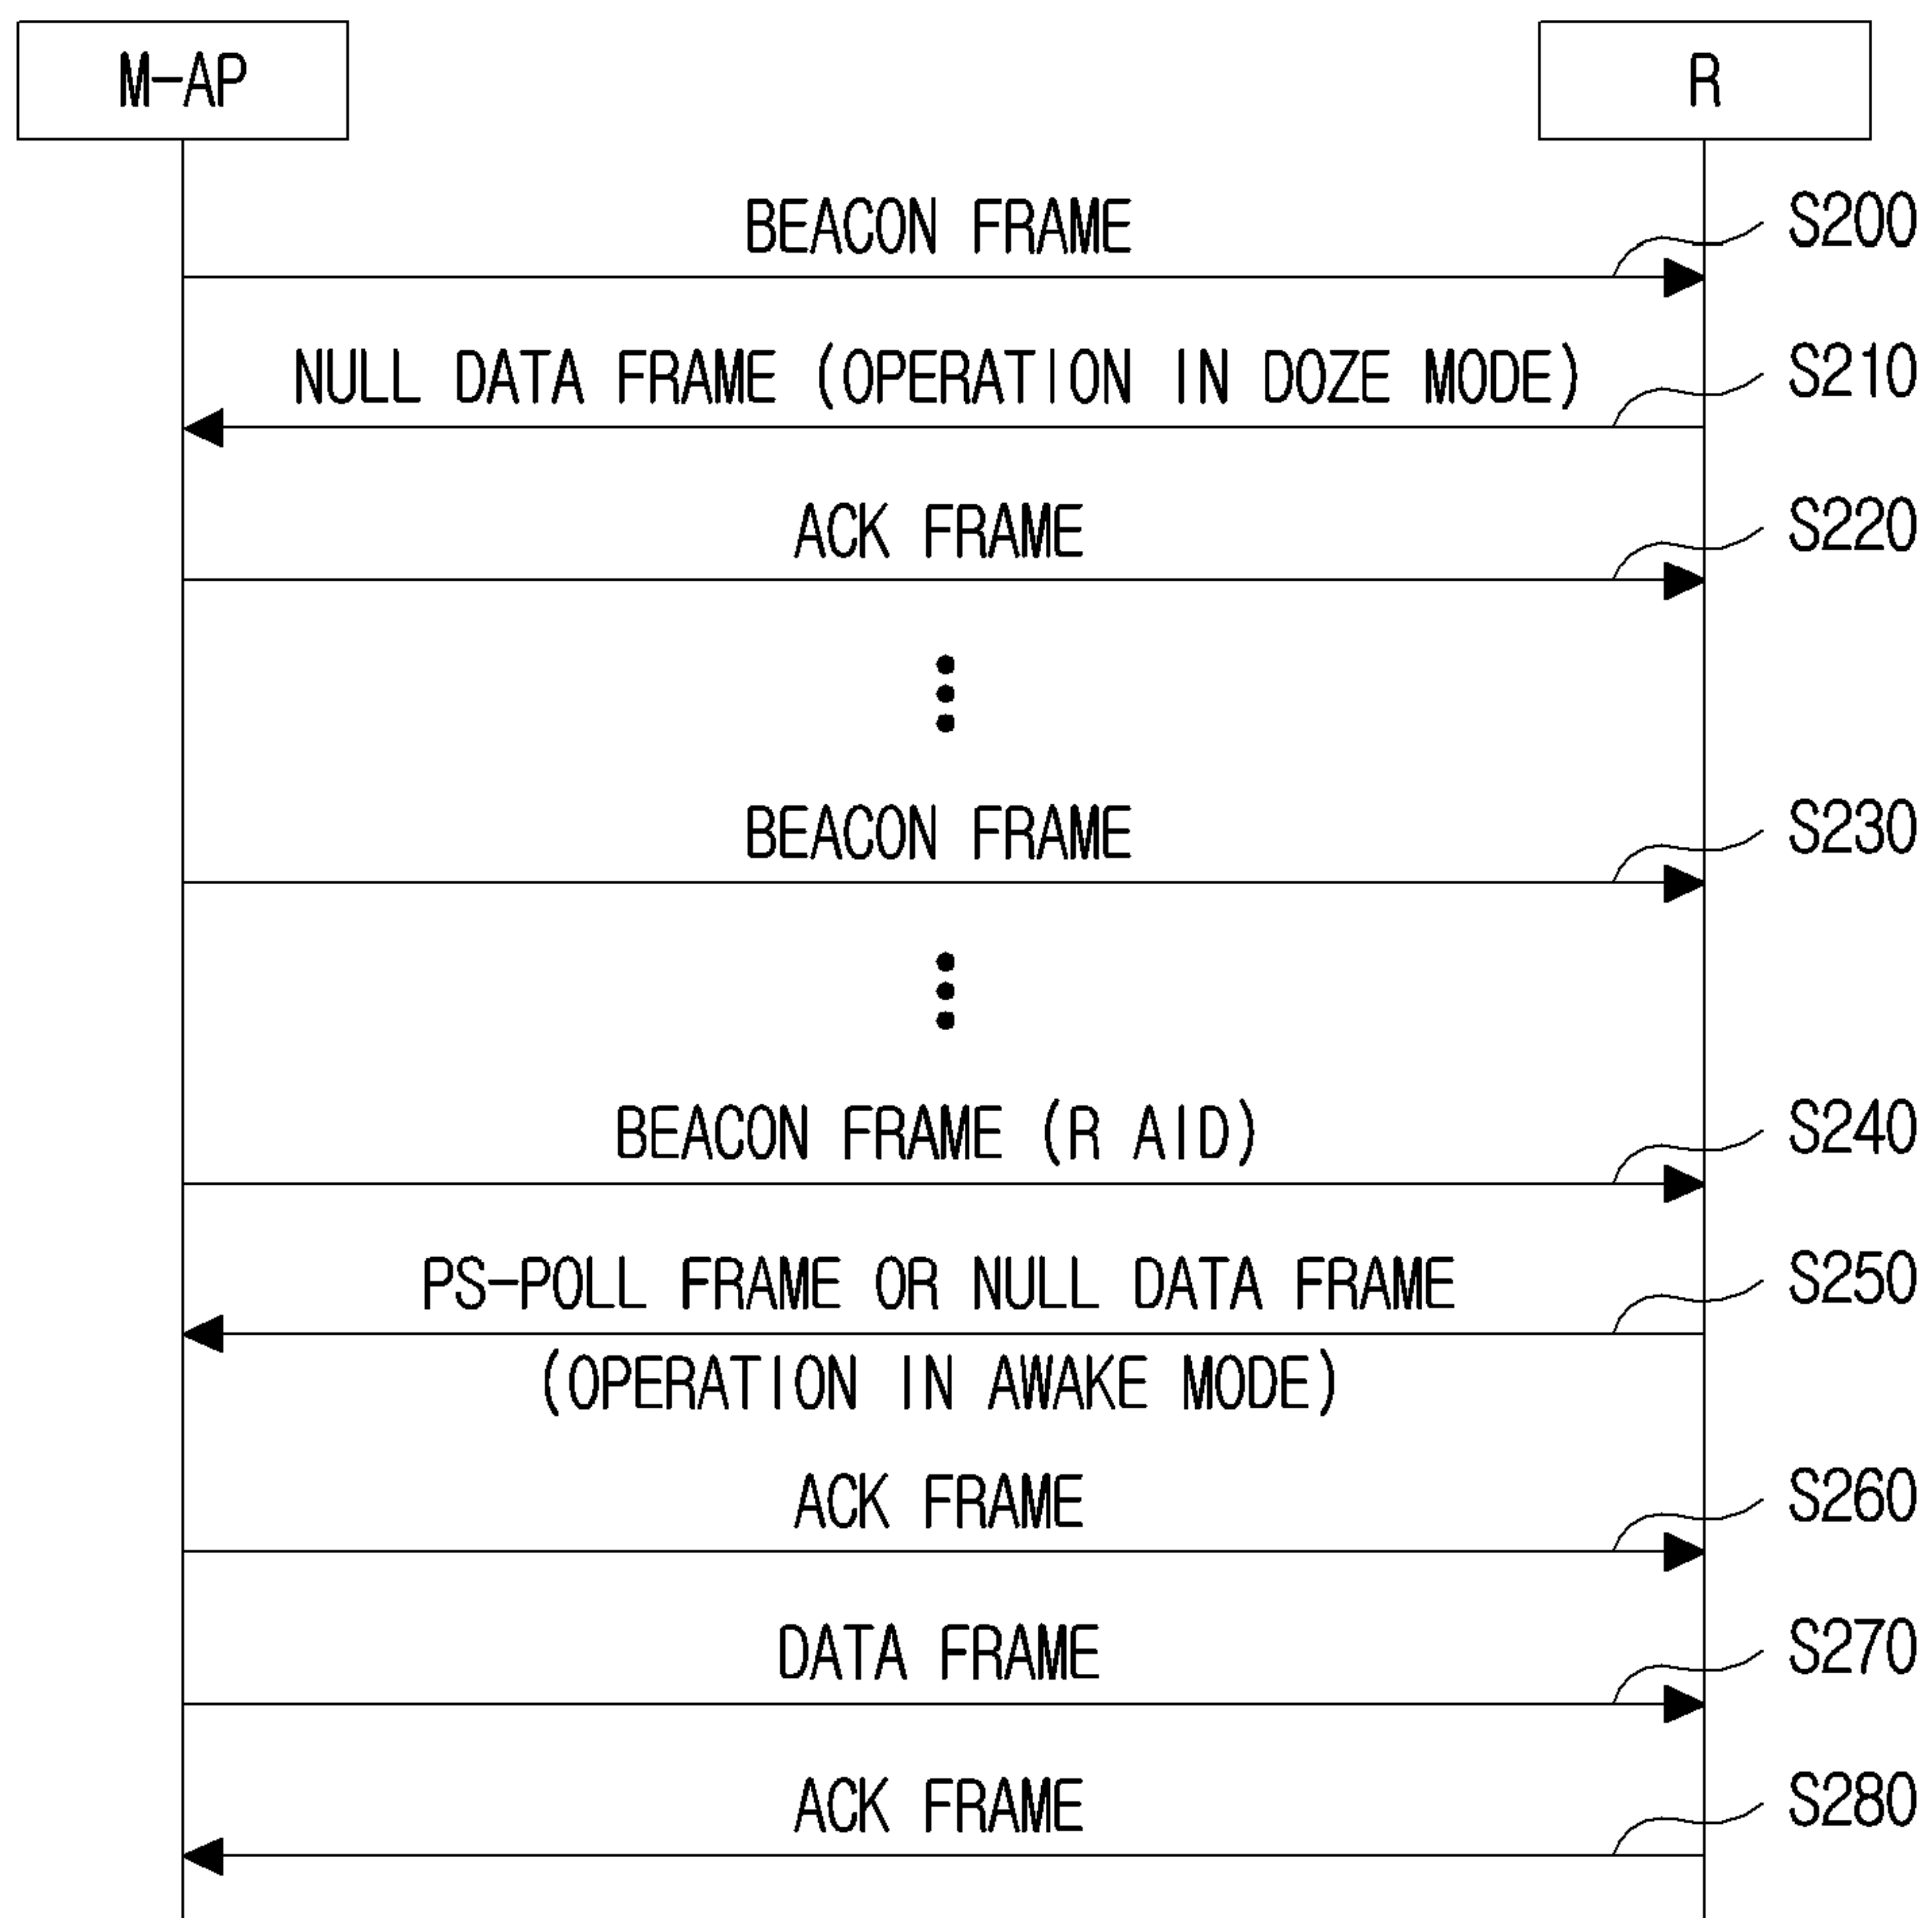 M-AP
R
BEACON FRAME
S200
NULL DATA FRAME (OPERATION IN DOZE MODE)
S210
ACK FRAME
S220
BEACON FRAME
S230
BEACON FRAME (R AID)
S240
PS-POLL FRAME OR NULL DATA FRAME
S250
(OPERATION IN AWAKE MODE)
ACK FRAME
S260
DATA FRAME
S270
ACK FRAME
S280